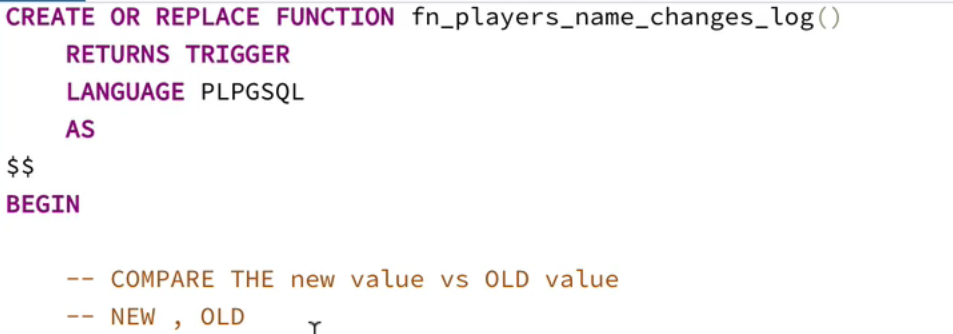 CREATE OR REPLACE FUNCTION fn_players_name_changes_log()
RETURNS TRIGGER
LANGUAGE PLPGSQL
AS
$$
BEGIN
-- COMPARE THE new value vs OLD value
-- NEW , OLD